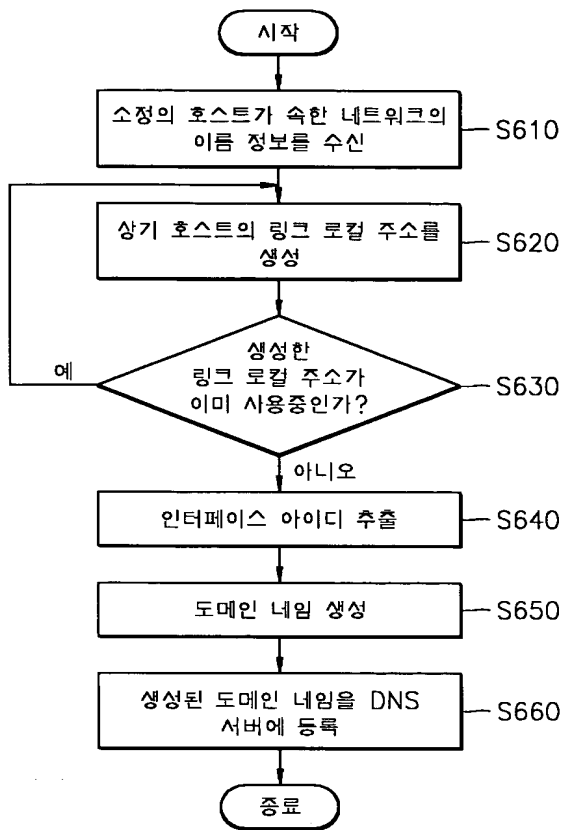 시작
소정의 호스트가 속한 네트워크의
이름 정보를 수신
S610
상기 호스트의 링크 로컬 주소를
생성
S620
생성한
링크 로컬 주소가
이미 사용중인가?
S630
예
아니오
인터페이스 아이디 추출
S640
도메인 네임 생성
S650
생성된 도메인 네임을 DNS
서버에 등록
S660
종료